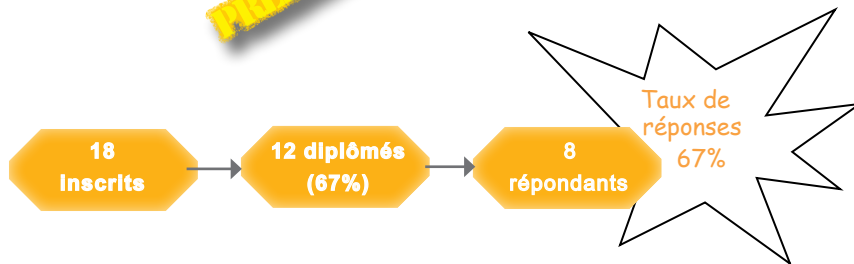 18
Inscrits
12 diplômés
(67%)
8
répondants
Taux de
réponses
67%